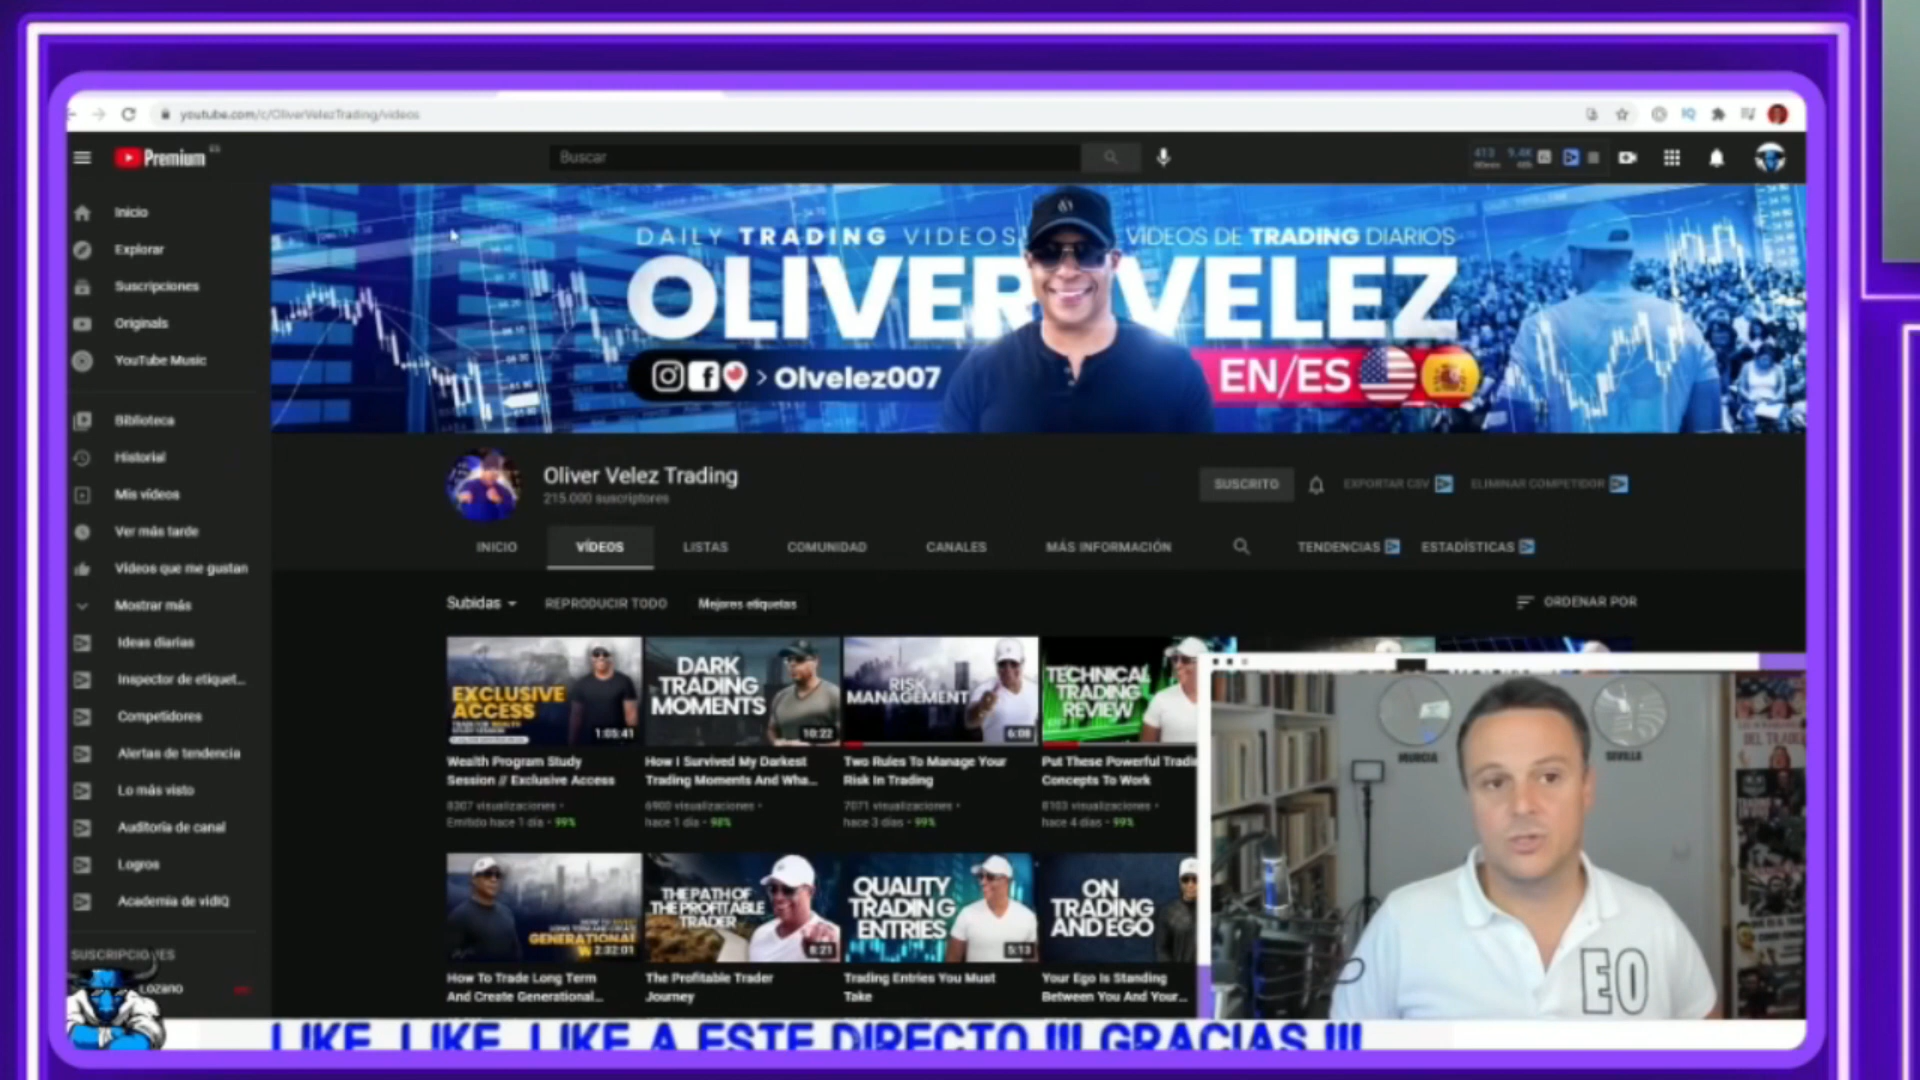 youtube.com/c/OliverVelezTrading/videos
Premium
ES
Buscar
Inicio
Explorar
Suscripciones
Originals
YouTube Music
Biblioteca
Historial
Mis vídeos
Ver más tarde
Vídeos que me gustan
Mostrar más
Ideas diarias
Inspector de etiquet...
Competidores
Alertas de tendencia
Lo más visto
Auditoría de canal
Logros
Academia de vidIQ
SUSCRIPCIONES
Lozano
DAILY TRADING VIDEOS
VIDEOS DE TRADING DIARIOS
OLIVER VELEZ
> Olvelez007
EN/ES
Oliver Velez Trading
215.000 suscriptores
SUSCRITO
EXPORTAR CSV
ELIMINAR COMPETIDOR
INICIO
VÍDEOS
LISTAS
COMUNIDAD
CANALES
MÁS INFORMACIÓN
TENDENCIAS
ESTADÍSTICAS
Subidas
REPRODUCIR TODO
Mejores etiquetas
ORDENAR POR
EXCLUSIVE
ACCESS
1:05:41
DARK
TRADING
MOMENTS
10:22
RISK
MANAGEMENT
6:08
TECHNICAL
TRADING
REVIEW
Wealth Program Study
Session // Exclusive Access
8307 visualizaciones •
Emitido hace 1 día • 99%
How I Survived My Darkest
Trading Moments And Wha...
6900 visualizaciones •
hace 1 día • 98%
Two Rules To Manage Your
Risk In Trading
7071 visualizaciones •
hace 3 días • 99%
Put These Powerful Tradi
Concepts To Work
8103 visualizaciones •
hace 4 días • 99%
GENERATIONAL
2:32:01
THE PATH OF
THE PROFITABLE
TRADER
8:21
QUALITY
TRADING
ENTRIES
5:13
ON
TRADING
AND EGO
How To Trade Long Term
And Create Generational...
The Profitable Trader
Journey
Trading Entries You Must
Take
Your Ego Is Standing
Between You And Your...
MURCIA
SEVILLA
EO
LIKE, LIKE, LIKE A ESTE DIRECTO !!! GRACIAS !!!